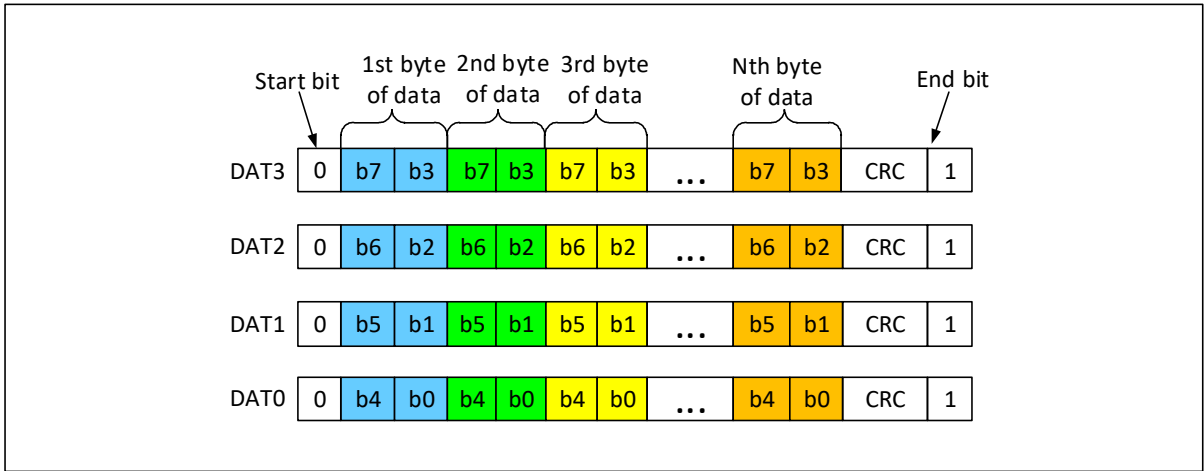 Start bit
1st byte of data
2nd byte of data
3rd byte of data
Nth byte of data
End bit
DAT3 0 b7 b3 b7 b3 b7 b3 ... b7 b3 CRC 1
DAT2 0 b6 b2 b6 b2 b6 b2 ... b6 b2 CRC 1
DAT1 0 b5 b1 b5 b1 b5 b1 ... b5 b1 CRC 1
DAT0 0 b4 b0 b4 b0 b4 b0 ... b4 b0 CRC 1